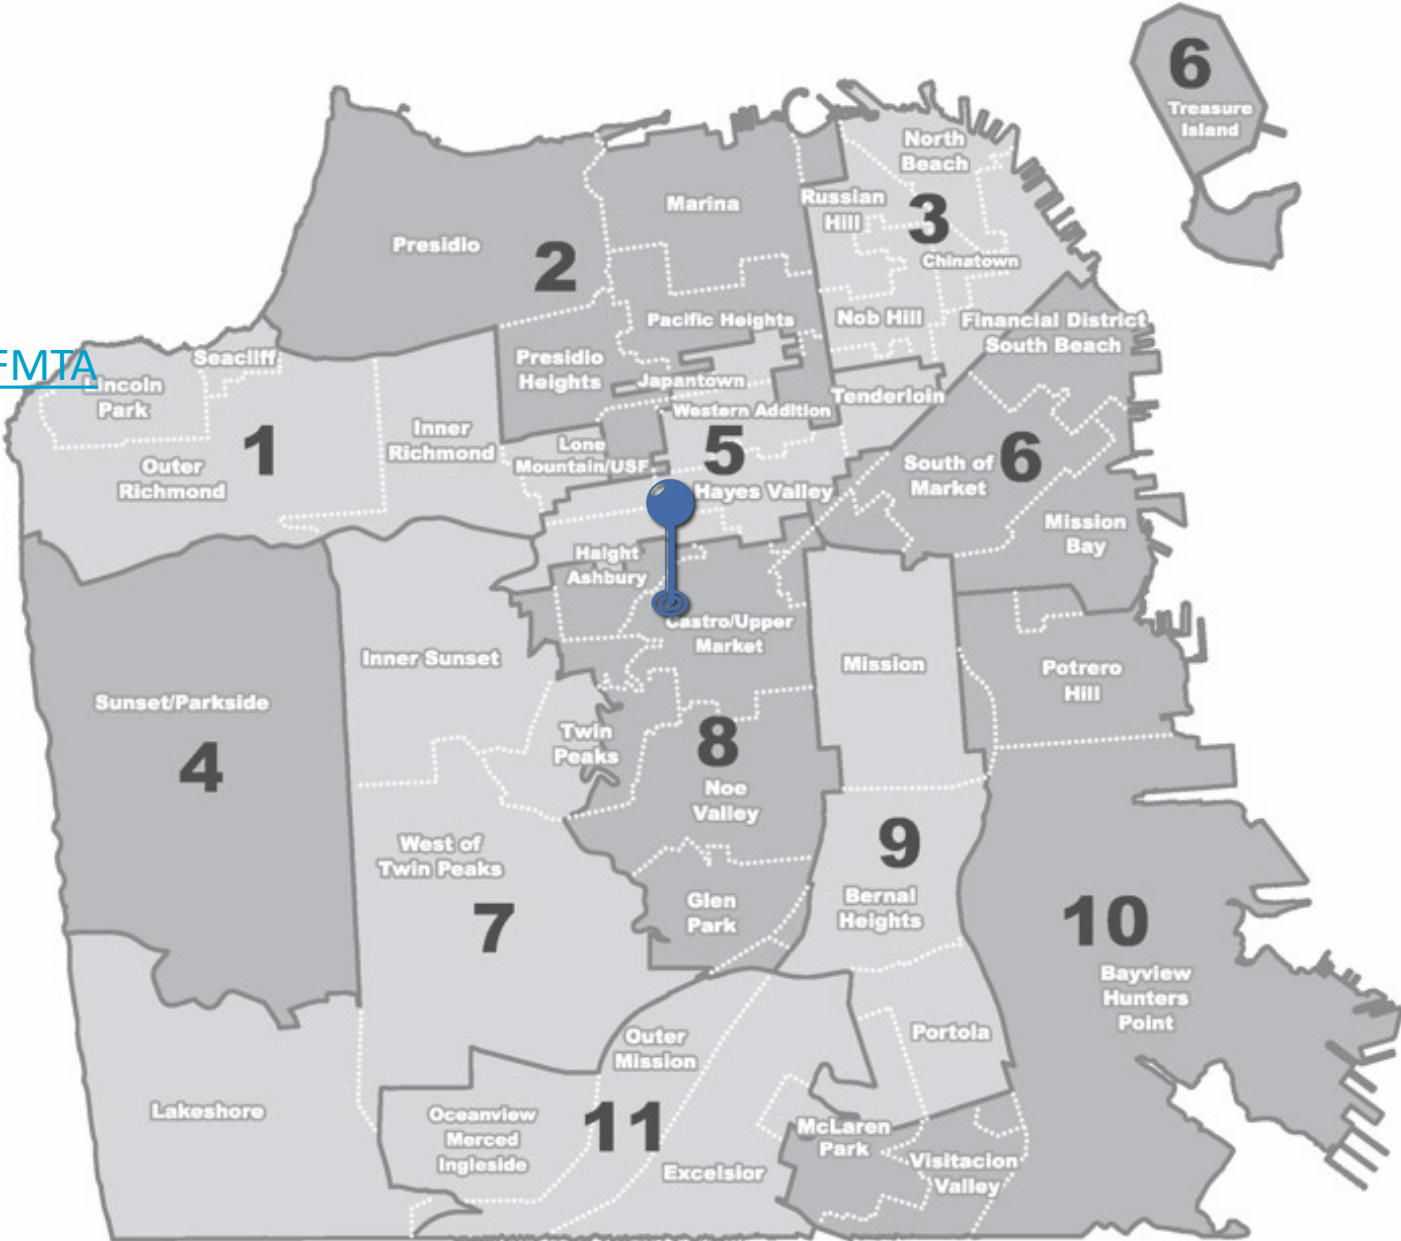 6
Treasure
Island
North
Beach
Marina
Russian
Hill
3
Presidio
2
Chinatown
Pacific Heights
Nob Hill
Financial District
South Beach
FMTA
Seacliff
Lincoln
Park
Presidio
Heights
Japantown
Tenderloin
Western Addition
1
Inner
Richmond
Lone
Mountain/USF
5
Outer
Richmond
South of
Market
6
Hayes Valley
Mission
Bay
Haight
Ashbury
Castro/Upper
Market
Inner Sunset
Mission
Potrero
Hill
Sunset/Parkside
4
Twin
Peaks
8
Noe
Valley
West of
Twin Peaks
9
7
Glen
Park
Bernal
Heights
10
Bayview
Hunters
Point
Outer
Mission
Portola
Lakeshore
Oceanview
Merced
Ingleside
11
McLaren
Park
Excelsior
Visitacion
Valley